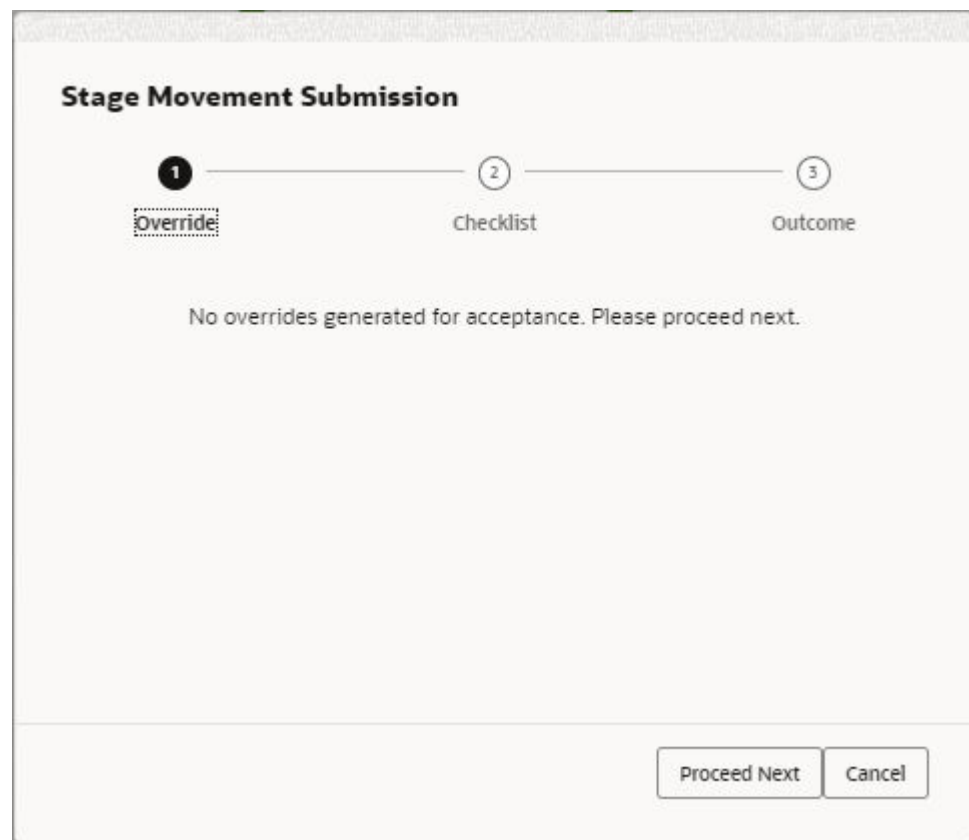 Stage Movement Submission
1 2 3
Override Checklist Outcome
No overrides generated for acceptance. Please proceed next.
Proceed Next Cancel